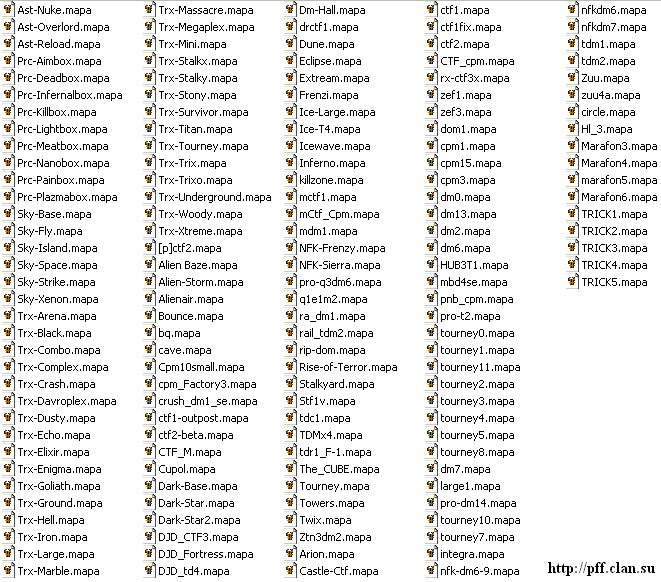 Ast-Nuke.mapa
Ast-Overlord.mapa
Ast-Reload.mapa
Prc-Aimbox.mapa
Prc-Deadbox.mapa
Prc-Infernalbox.mapa
Prc-Killbox.mapa
Prc-Lightbox.mapa
Prc-Meatbox.mapa
Prc-Nanobox.mapa
Prc-Painbox.mapa
Prc-Plazmabox.mapa
Sky-Base.mapa
Sky-Fly.mapa
Sky-Island.mapa
Sky-Space.mapa
Sky-Strike.mapa
Sky-Xenon.mapa
Trx-Arena.mapa
Trx-Black.mapa
Trx-Combo.mapa
Trx-Complex.mapa
Trx-Crash.mapa
Trx-Davroplex.mapa
Trx-Dusty.mapa
Trx-Echo.mapa
Trx-Elixir.mapa
Trx-Enigma.mapa
Trx-Goliath.mapa
Trx-Ground.mapa
Trx-Hell.mapa
Trx-Iron.mapa
Trx-Large.mapa
Trx-Marble.mapa
Trx-Massacre.mapa
Trx-Megaplex.mapa
Trx-Mini.mapa
Trx-Stalkx.mapa
Trx-Stalky.mapa
Trx-Stony.mapa
Trx-Survivor.mapa
Trx-Titan.mapa
Trx-Tourney.mapa
Trx-Trix.mapa
Trx-Trixo.mapa
Trx-Underground.mapa
Trx-Woody.mapa
Trx-Xtreme.mapa
[p]ctf2.mapa
Alien Baze.mapa
Alien-Storm.mapa
Alienair.mapa
Bounce.mapa
bq.mapa
cave.mapa
Cpm10small.mapa
cpm_Factory3.mapa
crush_dm1_se.mapa
ctf1-outpost.mapa
ctf2-beta.mapa
CTF_M.mapa
Cupol.mapa
Dark-Base.mapa
Dark-Star.mapa
Dark-Star2.mapa
DJD_CTF3.mapa
DJD_Fortress.mapa
DJD_td4.mapa
Dm-Hall.mapa
drctf1.mapa
Dune.mapa
Eclipse.mapa
Extream.mapa
Frenzi.mapa
Ice-Large.mapa
Ice-T4.mapa
Icewave.mapa
Inferno.mapa
killzone.mapa
mctf1.mapa
mCtf_Cpm.mapa
mdm1.mapa
NFK-Frenzy.mapa
NFK-Sierra.mapa
pro-q3dm6.mapa
q1e1m2.mapa
ra_dm1.mapa
rail_tdm2.mapa
rip-dom.mapa
Rise-of-Terror.mapa
Stalkyard.mapa
Stf1v.mapa
tdc1.mapa
TDMx4.mapa
tdr1_F-1.mapa
The_CUBE.mapa
Tourney.mapa
Towers.mapa
Twix.mapa
Ztn3dm2.mapa
Arion.mapa
Castle-Ctf.mapa
ctf1.mapa
ctf1fix.mapa
ctf2.mapa
CTF_cpm.mapa
rx-ctf3x.mapa
zef1.mapa
zef3.mapa
dom1.mapa
cpm1.mapa
cpm15.mapa
cpm3.mapa
dm0.mapa
dm13.mapa
dm2.mapa
dm6.mapa
HUB3T1.mapa
mbd4se.mapa
pnb_cpm.mapa
pro-t2.mapa
tourney0.mapa
tourney1.mapa
tourney11.mapa
tourney2.mapa
tourney3.mapa
tourney4.mapa
tourney5.mapa
tourney8.mapa
dm7.mapa
large1.mapa
pro-dm14.mapa
tourney10.mapa
tourney7.mapa
integra.mapa
nfk-dm6-9.mapa
nfkdm6.mapa
nfkdm7.mapa
tdm1.mapa
tdm2.mapa
Zuu.mapa
zuu4a.mapa
circle.mapa
Hl_3.mapa
Marafon3.mapa
Marafon4.mapa
marafon5.mapa
Marafon6.mapa
TRICK1.mapa
TRICK2.mapa
TRICK3.mapa
TRICK4.mapa
TRICK5.mapa
http://pff.clan.su